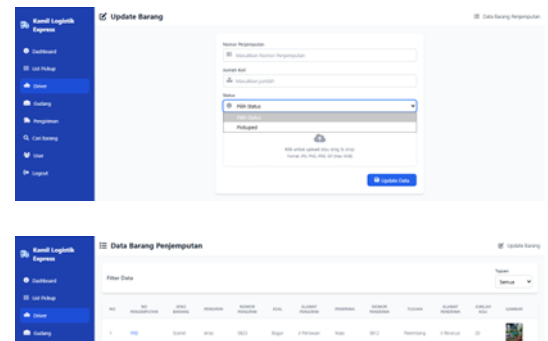 Kamil Logistik
Express
Update Barang
Data Barang Penjemputan
Dashboard
List Pickup
Driver
Gudang
Pengiriman
Cari barang
User
Logout
Nomor Penjemputan
Masukkan Nomor Penjemputan
Jumlah Koli
Masukkan jumlah
Status
Pilih Status
Pilih Status
Pickuped
Klik untuk upload atau drag & drop
Update Data
Kamil Logistik
Express
Data Barang Penjemputan
Update Barang
Dashboard
List Pickup
Driver
Gudang
Filter Data
Tujuan
Semua
NO
NO PENJEMPUTAN
JENIS BARANG
PENGIRIM
NOMOR PENGIRIM
ASAL
ALAMAT PENGIRIM
PENERIMA
NOMOR PENERIMA
TUJUAN
ALAMAT PENERIMA
JUMLAH KOLI
GAMBAR
1
Bogor
Palembang
20